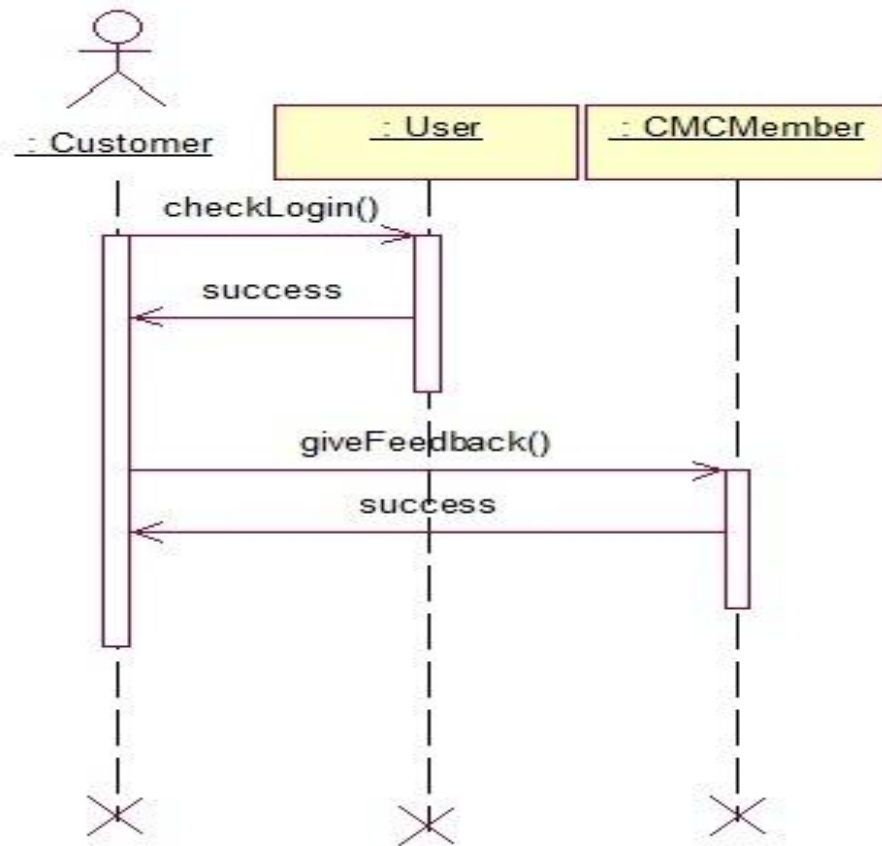 : Customer
: User
: CMCMember
checkLogin()
success
giveFeedback()
success